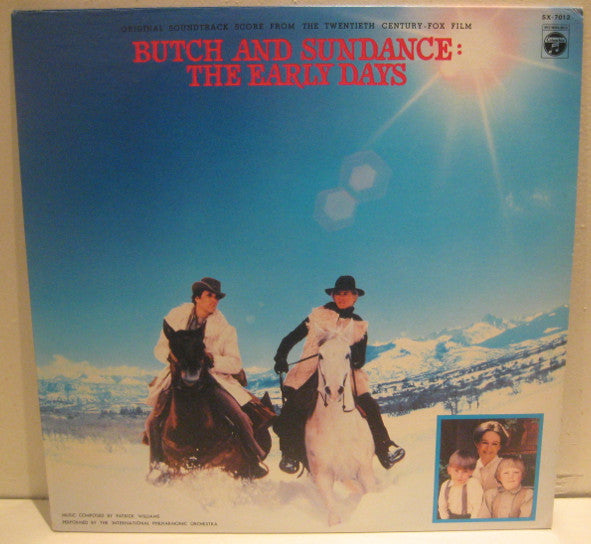 ORIGINAL SOUNDTRACK SCORE FROM THE TWENTIETH CENTURY-FOX FILM
SX-7012
BUTCH AND SUNDANCE:
THE EARLY DAYS
Columbia
MUSIC COMPOSED BY PATRICK WILLIAMS
PERFORMED BY THE INTERNATIONAL PHILHARMONIC ORCHESTRA